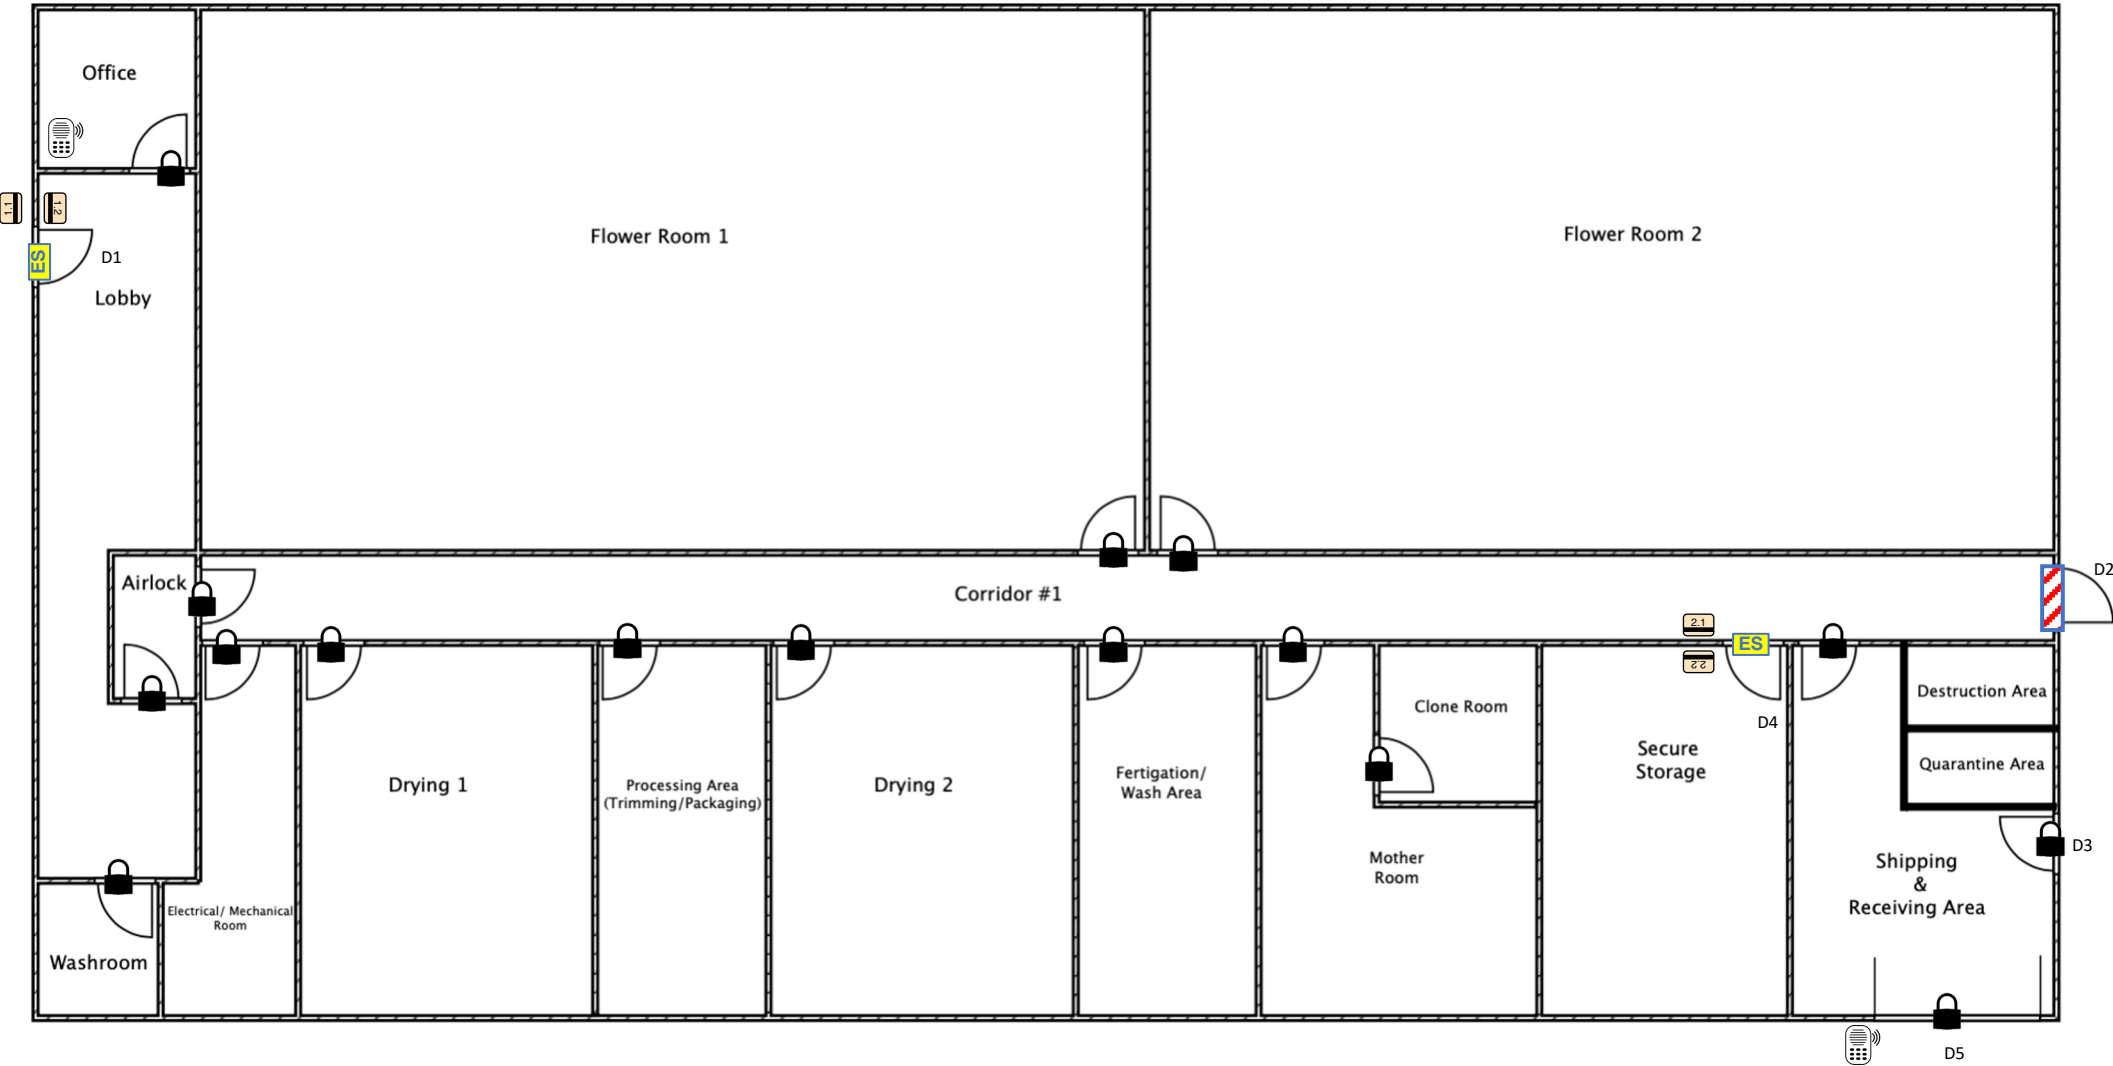 Office
1.1
1.2
ES
D1
Lobby
Flower Room 1
Flower Room 2
Airlock
Corridor #1
D2
2.1
ES
2.2
D4
Destruction Area
Quarantine Area
Clone Room
Secure
Storage
Drying 1
Processing Area
(Trimming/Packaging)
Drying 2
Fertigation/
Wash Area
Mother
Room
D3
Shipping
&
Receiving Area
Electrical/ Mechanical
Room
Washroom
D5